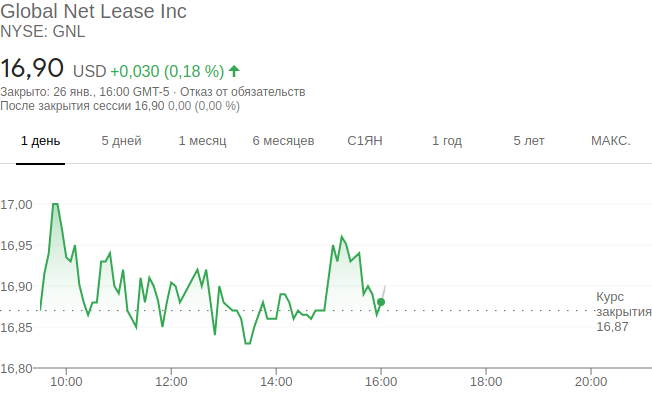 Global Net Lease Inc
NYSE: GNL
16,90 USD +0,030 (0,18 %)
Закрыто: 26 янв., 16:00 GMT-5 · Отказ от обязательств
После закрытия сессии 16,90 0,00 (0,00 %)
1 день 5 дней 1 месяц 6 месяцев С1ЯН 1 год 5 лет МАКС.
17,00
16,95
16,90
16,85
16,80
Курс
закрытия
16,87
10:00 12:00 14:00 16:00 18:00 20:00